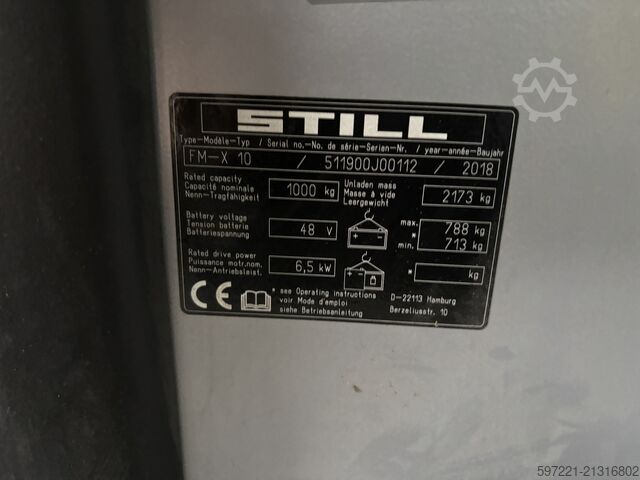 STILL
Type-Modèle-Typ / Serial no.-No. de série-Serien-Nr. / year-année-Baujahr
FM-X 10 / 511900J00112 / 2018
Rated capacity
Capacité nominale
Nenn-Tragfähigkeit
1000 kg
Unladen mass
Masse à vide
Leergewicht
2173 kg
Battery voltage
Tension batterie
Batteriespannung
48 V
max. 788 kg
*
min. 713 kg
Rated drive power
Puissance motr.nom.
Nenn-Antriebsleist.
6,5 kW
* kg
CE
* see Operating instructions
voir Mode d'emploi
siehe Betriebsanleitung
D-22113 Hamburg
Berzeliusstr. 10
597221-21316802